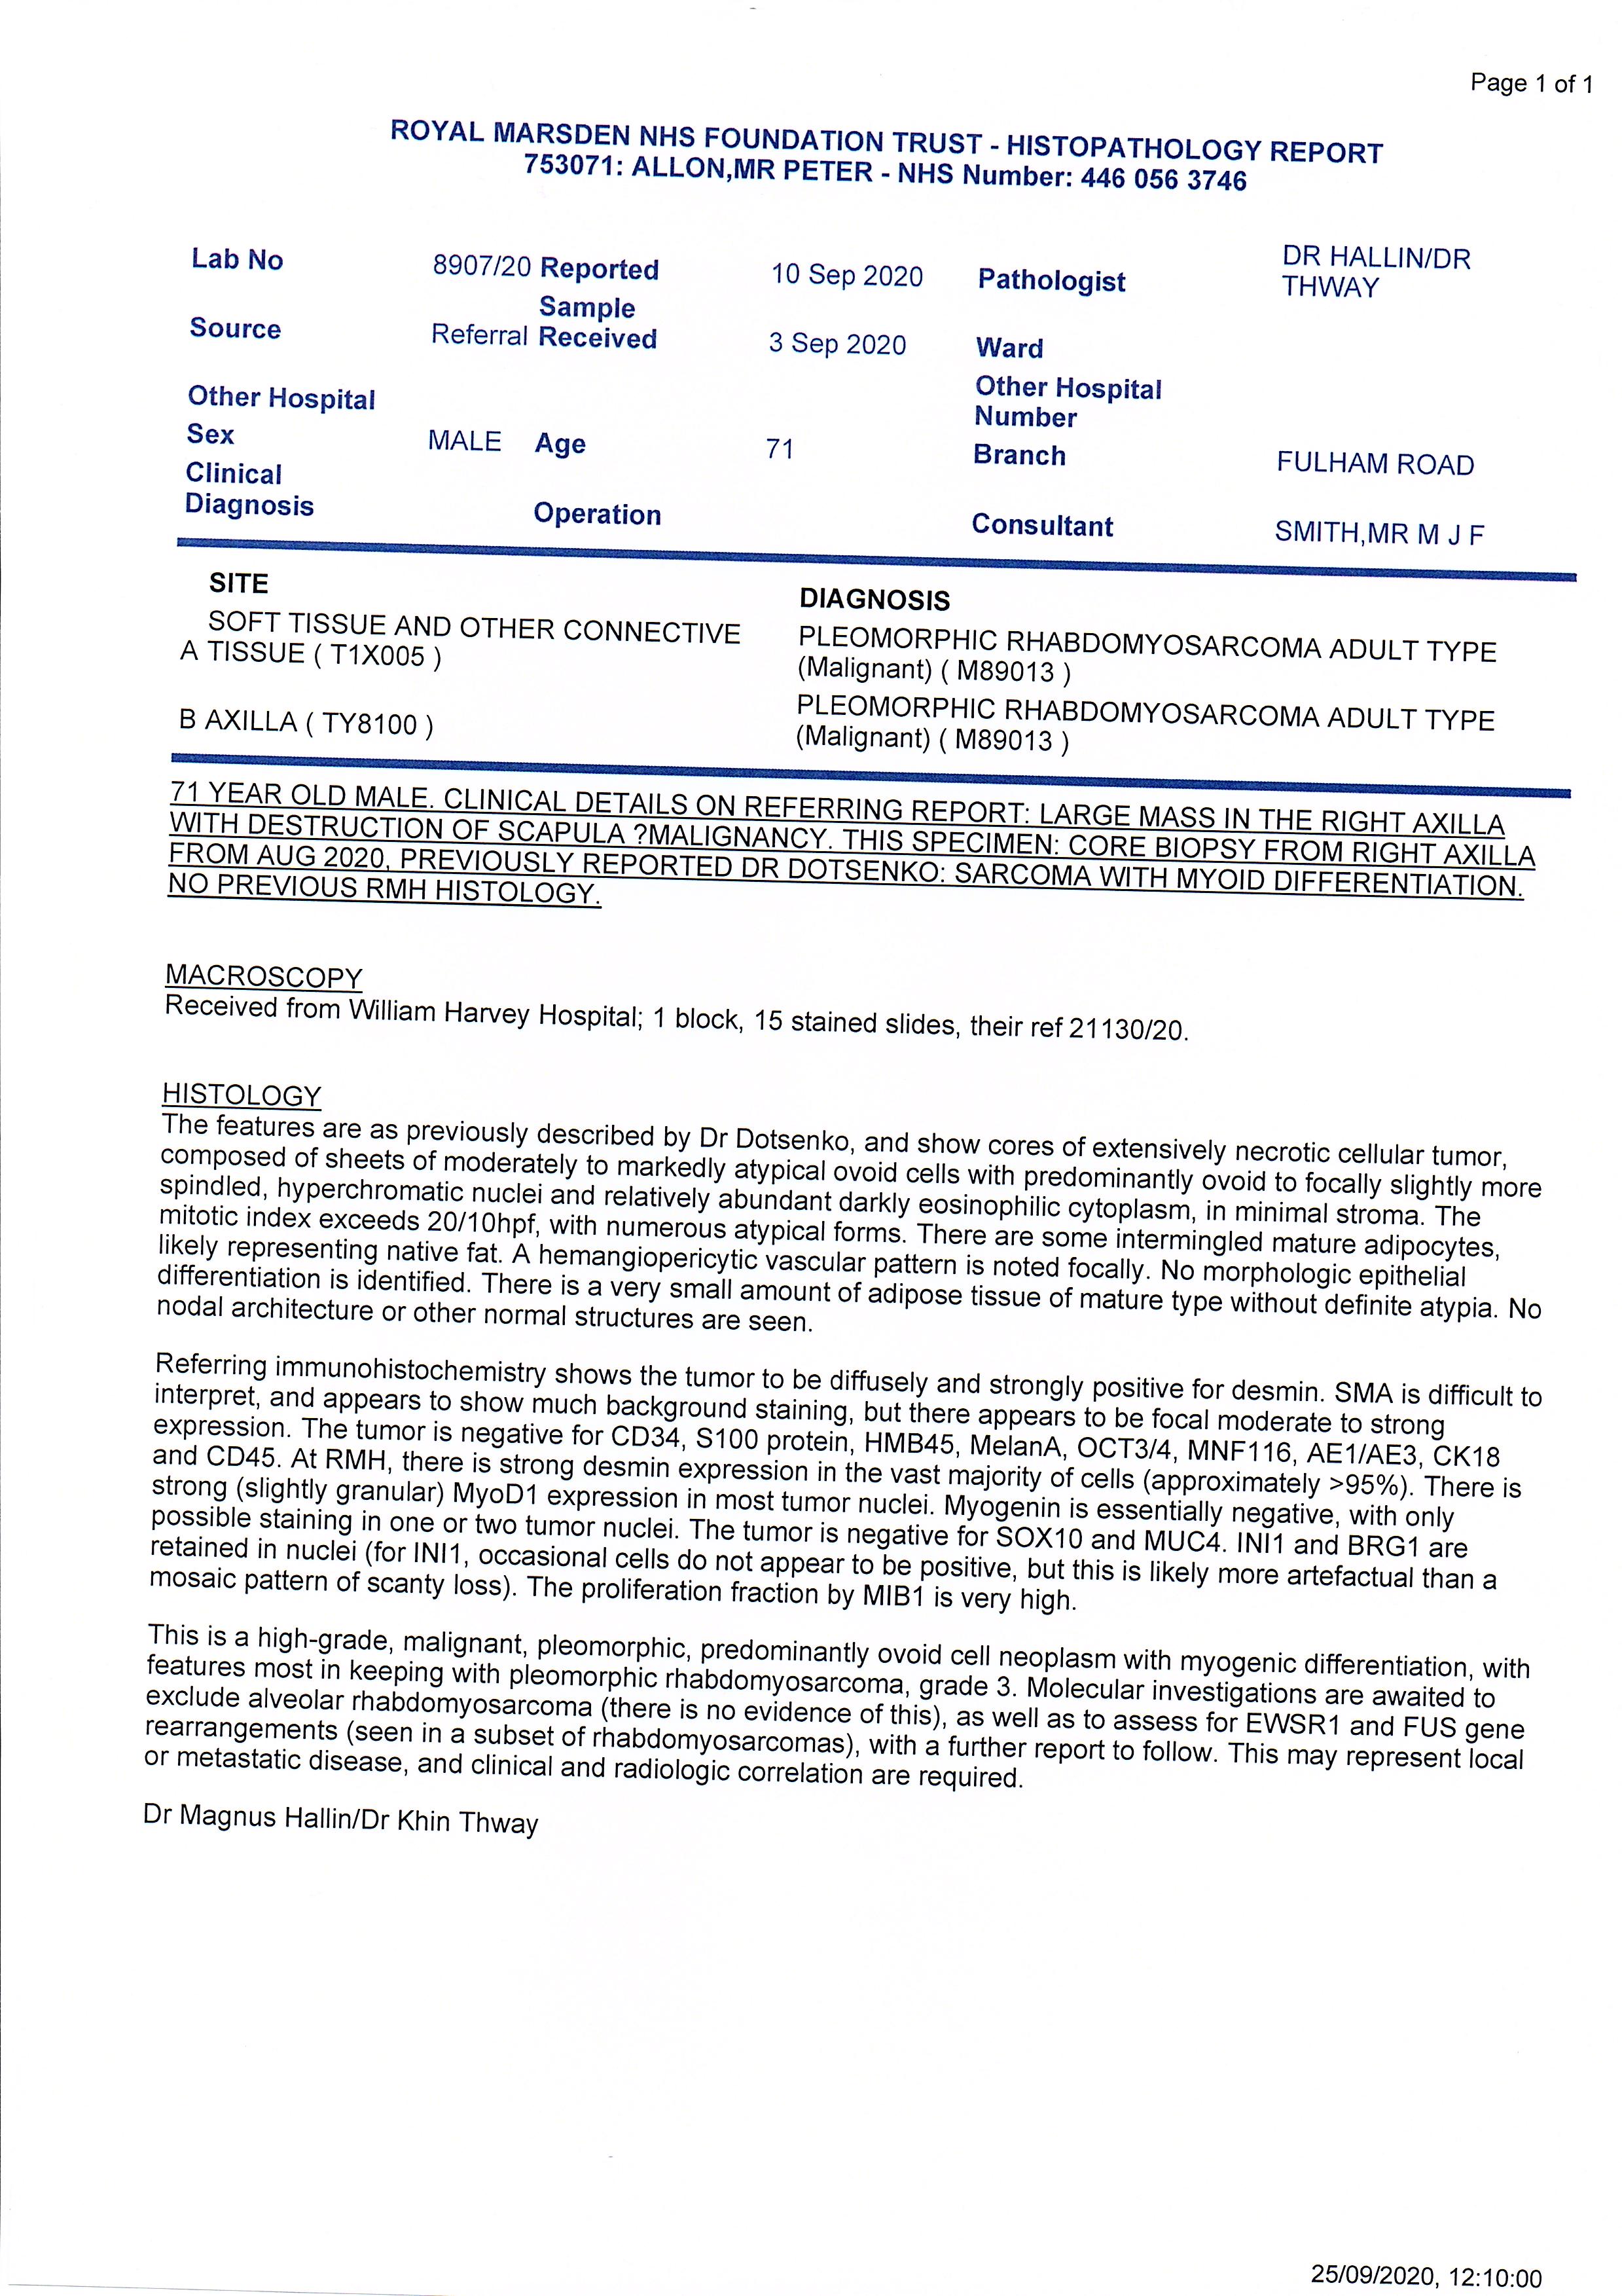 Page 1 of 1
ROYAL MARSDEN NHS FOUNDATION TRUST - HISTOPATHOLOGY REPORT
753071: ALLON,MR PETER - NHS Number: 446 056 3746
Lab No 8907/20 Reported 10 Sep 2020 Pathologist DR HALLIN/DR
THWAY
Sample
Source Referral Received 3 Sep 2020 Ward
Other Hospital Other Hospital
Number
Sex MALE Age 71 Branch FULHAM ROAD
Clinical
Diagnosis Operation Consultant SMITH,MR M J F
SITE DIAGNOSIS
SOFT TISSUE AND OTHER CONNECTIVE PLEOMORPHIC RHABDOMYOSARCOMA ADULT TYPE
A TISSUE ( T1X005 ) (Malignant) ( M89013 )
PLEOMORPHIC RHABDOMYOSARCOMA ADULT TYPE
B AXILLA ( TY8100 ) (Malignant) ( M89013 )
71 YEAR OLD MALE. CLINICAL DETAILS ON REFERRING REPORT: LARGE MASS IN THE RIGHT AXILLA
WITH DESTRUCTION OF SCAPULA ?MALIGNANCY. THIS SPECIMEN: CORE BIOPSY FROM RIGHT AXILLA
FROM AUG 2020, PREVIOUSLY REPORTED DR DOTSENKO: SARCOMA WITH MYOID DIFFERENTIATION.
NO PREVIOUS RMH HISTOLOGY.
MACROSCOPY
Received from William Harvey Hospital; 1 block, 15 stained slides, their ref 21130/20.
HISTOLOGY
The features are as previously described by Dr Dotsenko, and show cores of extensively necrotic cellular tumor,
composed of sheets of moderately to markedly atypical ovoid cells with predominantly ovoid to focally slightly more
spindled, hyperchromatic nuclei and relatively abundant darkly eosinophilic cytoplasm, in minimal stroma. The
mitotic index exceeds 20/10hpf, with numerous atypical forms. There are some intermingled mature adipocytes,
likely representing native fat. A hemangiopericytic vascular pattern is noted focally. No morphologic epithelial
differentiation is identified. There is a very small amount of adipose tissue of mature type without definite atypia. No
nodal architecture or other normal structures are seen.
Referring immunohistochemistry shows the tumor to be diffusely and strongly positive for desmin. SMA is difficult to
interpret, and appears to show much background staining, but there appears to be focal moderate to strong
expression. The tumor is negative for CD34, S100 protein, HMB45, MelanA, OCT3/4, MNF116, AE1/AE3, CK18
and CD45. At RMH, there is strong desmin expression in the vast majority of cells (approximately >95%). There is
strong (slightly granular) MyoD1 expression in most tumor nuclei. Myogenin is essentially negative, with only
possible staining in one or two tumor nuclei. The tumor is negative for SOX10 and MUC4. INI1 and BRG1 are
retained in nuclei (for INI1, occasional cells do not appear to be positive, but this is likely more artefactual than a
mosaic pattern of scanty loss). The proliferation fraction by MIB1 is very high.
This is a high-grade, malignant, pleomorphic, predominantly ovoid cell neoplasm with myogenic differentiation, with
features most in keeping with pleomorphic rhabdomyosarcoma, grade 3. Molecular investigations are awaited to
exclude alveolar rhabdomyosarcoma (there is no evidence of this), as well as to assess for EWSR1 and FUS gene
rearrangements (seen in a subset of rhabdomyosarcomas), with a further report to follow. This may represent local
or metastatic disease, and clinical and radiologic correlation are required.
Dr Magnus Hallin/Dr Khin Thway
25/09/2020, 12:10:00